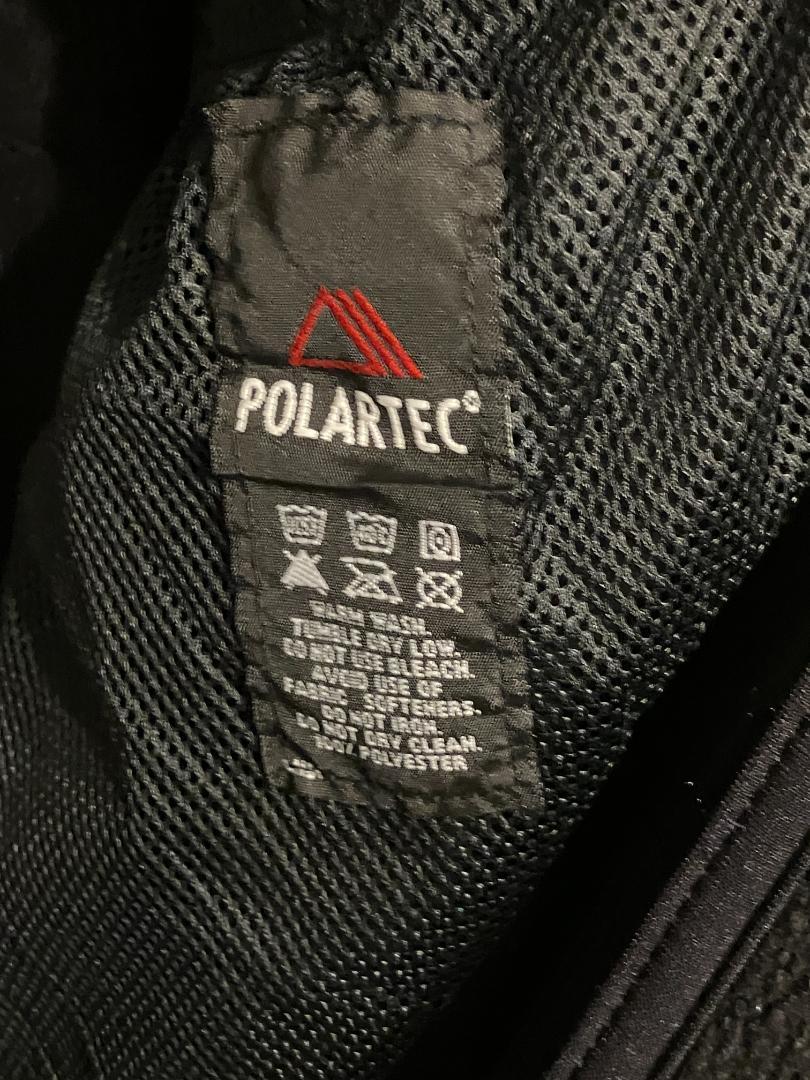 POLARTEC®
WARM WASH.
TUMBLE DRY LOW.
DO NOT USE BLEACH.
AVOID USE OF
FABRIC SOFTENERS.
DO NOT IRON.
DO NOT DRY CLEAN.
100% POLYESTER